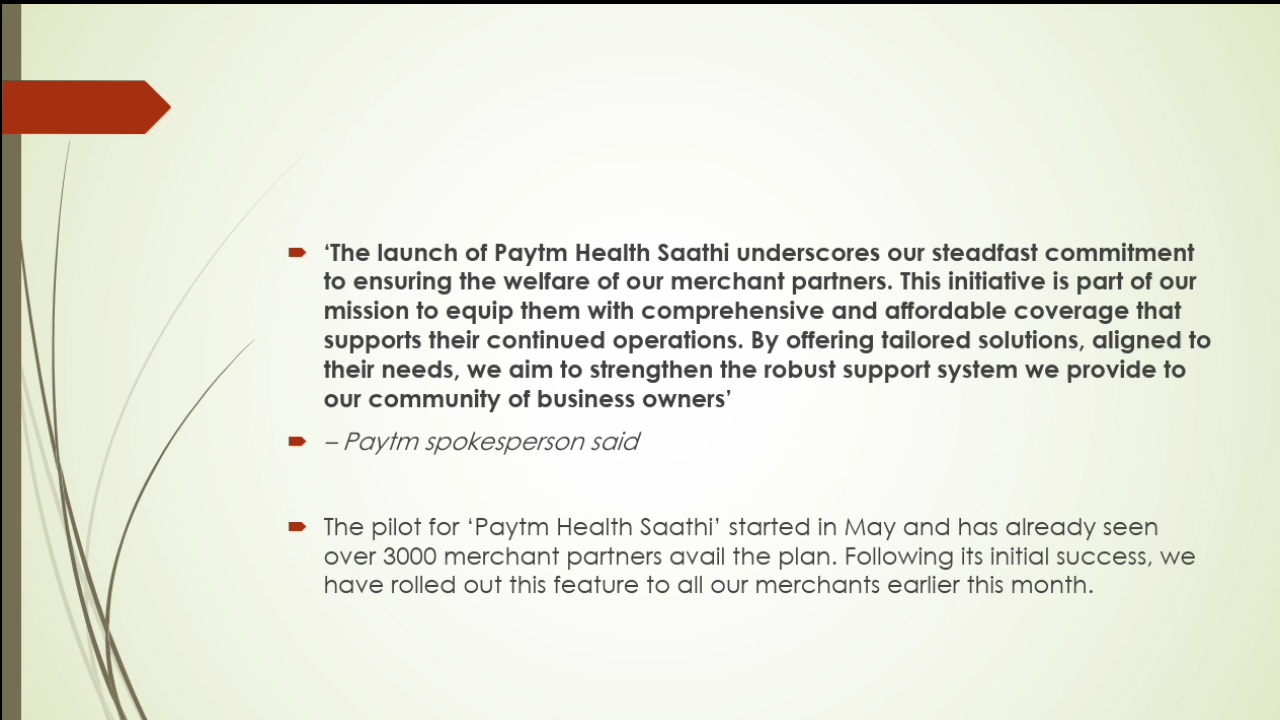 ‘The launch of Paytm Health Saathi underscores our steadfast commitment
to ensuring the welfare of our merchant partners. This initiative is part of our
mission to equip them with comprehensive and affordable coverage that
supports their continued operations. By offering tailored solutions, aligned to
their needs, we aim to strengthen the robust support system we provide to
our community of business owners’
– Paytm spokesperson said
The pilot for ‘Paytm Health Saathi’ started in May and has already seen
over 3000 merchant partners avail the plan. Following its initial success, we
have rolled out this feature to all our merchants earlier this month.